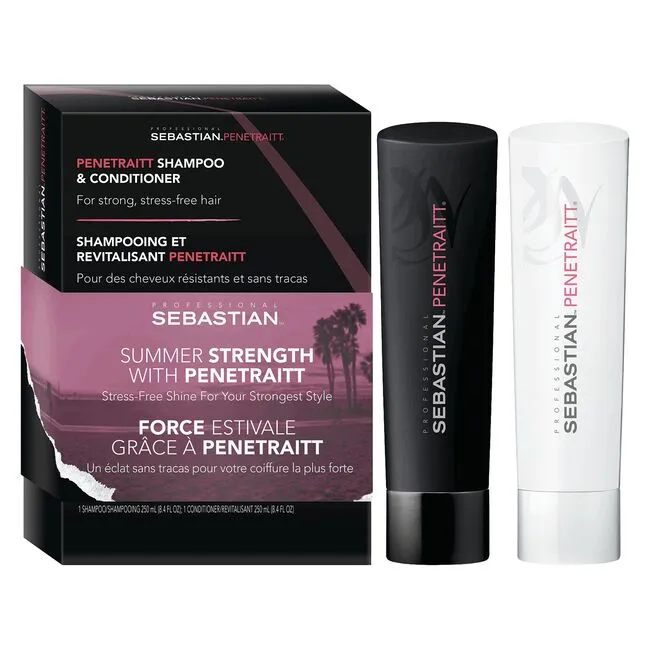 SEBASTIAN.PENETRAITT.
PROFESSIONAL
SEBASTIAN.PENETRAITT.
PENETRAITT SHAMPOO
& CONDITIONER
For strong, stress-free hair
SHAMPOOING ET
REVITALISANT PENETRAITT
Pour des cheveux résistants et sans tracas
PROFESSIONAL
SEBASTIAN™
SUMMER STRENGTH
WITH PENETRAITT
Stress-Free Shine For Your Strongest Style
FORCE ESTIVALE
GRÂCE À PENETRAITT
Un éclat sans tracas pour votre coiffure la plus forte
1 SHAMPOO/SHAMPOOING 250 mL (8.4 FL OZ); 1 CONDITIONER/REVITALISANT 250 mL (8.4 FL OZ)
SEBASTIAN.PENETRAITT.
PROFESSIONAL
SEBASTIAN™PENETRAITT®
PROFESSIONAL
SEBASTIAN™PENETRAITT®